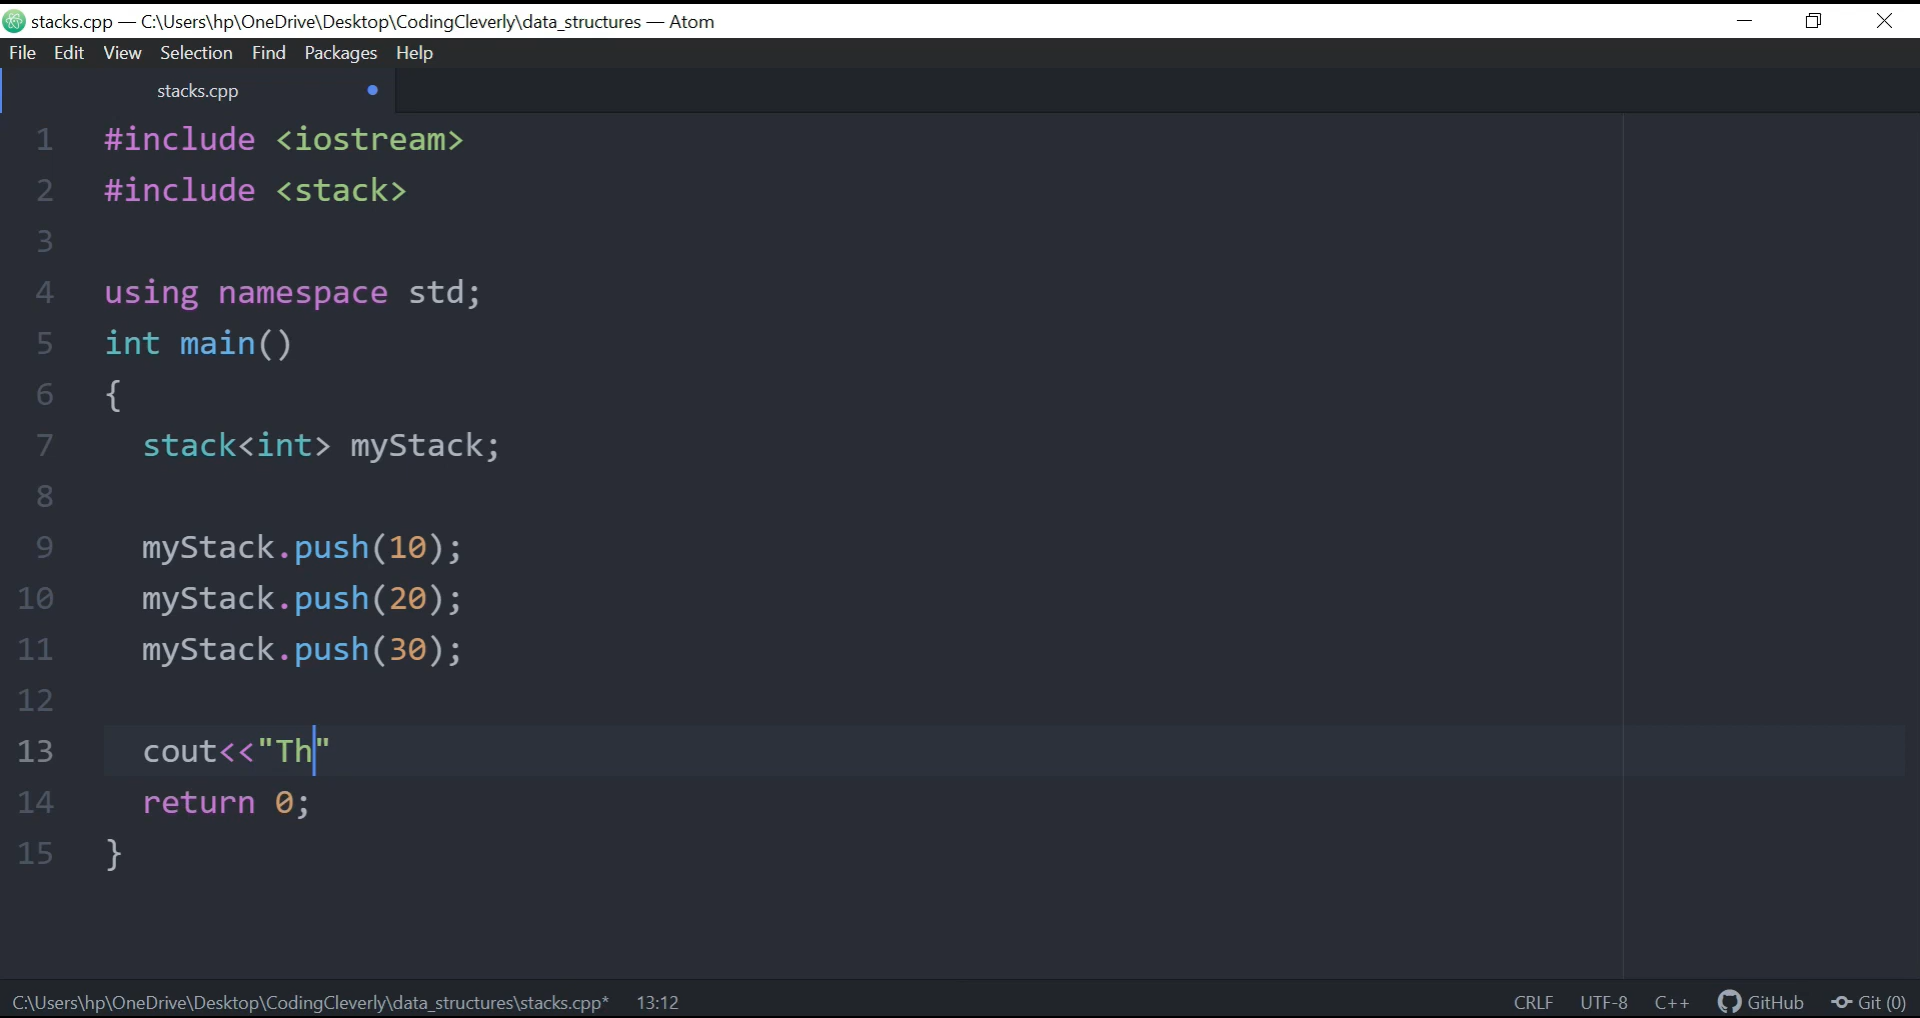 stacks.cpp — C:\Users\hp\OneDrive\Desktop\CodingCleverly\data_structures — Atom
File Edit View Selection Find Packages Help
stacks.cpp
1 #include <iostream>
2 #include <stack>
3
4 using namespace std;
5 int main()
6 {
7 stack<int> myStack;
8
9 myStack.push(10);
10 myStack.push(20);
11 myStack.push(30);
12
13 cout<<"Th"
14 return 0;
15 }
C:\Users\hp\OneDrive\Desktop\CodingCleverly\data_structures\stacks.cpp* 13:12 CRLF UTF-8 C++ GitHub Git (0)